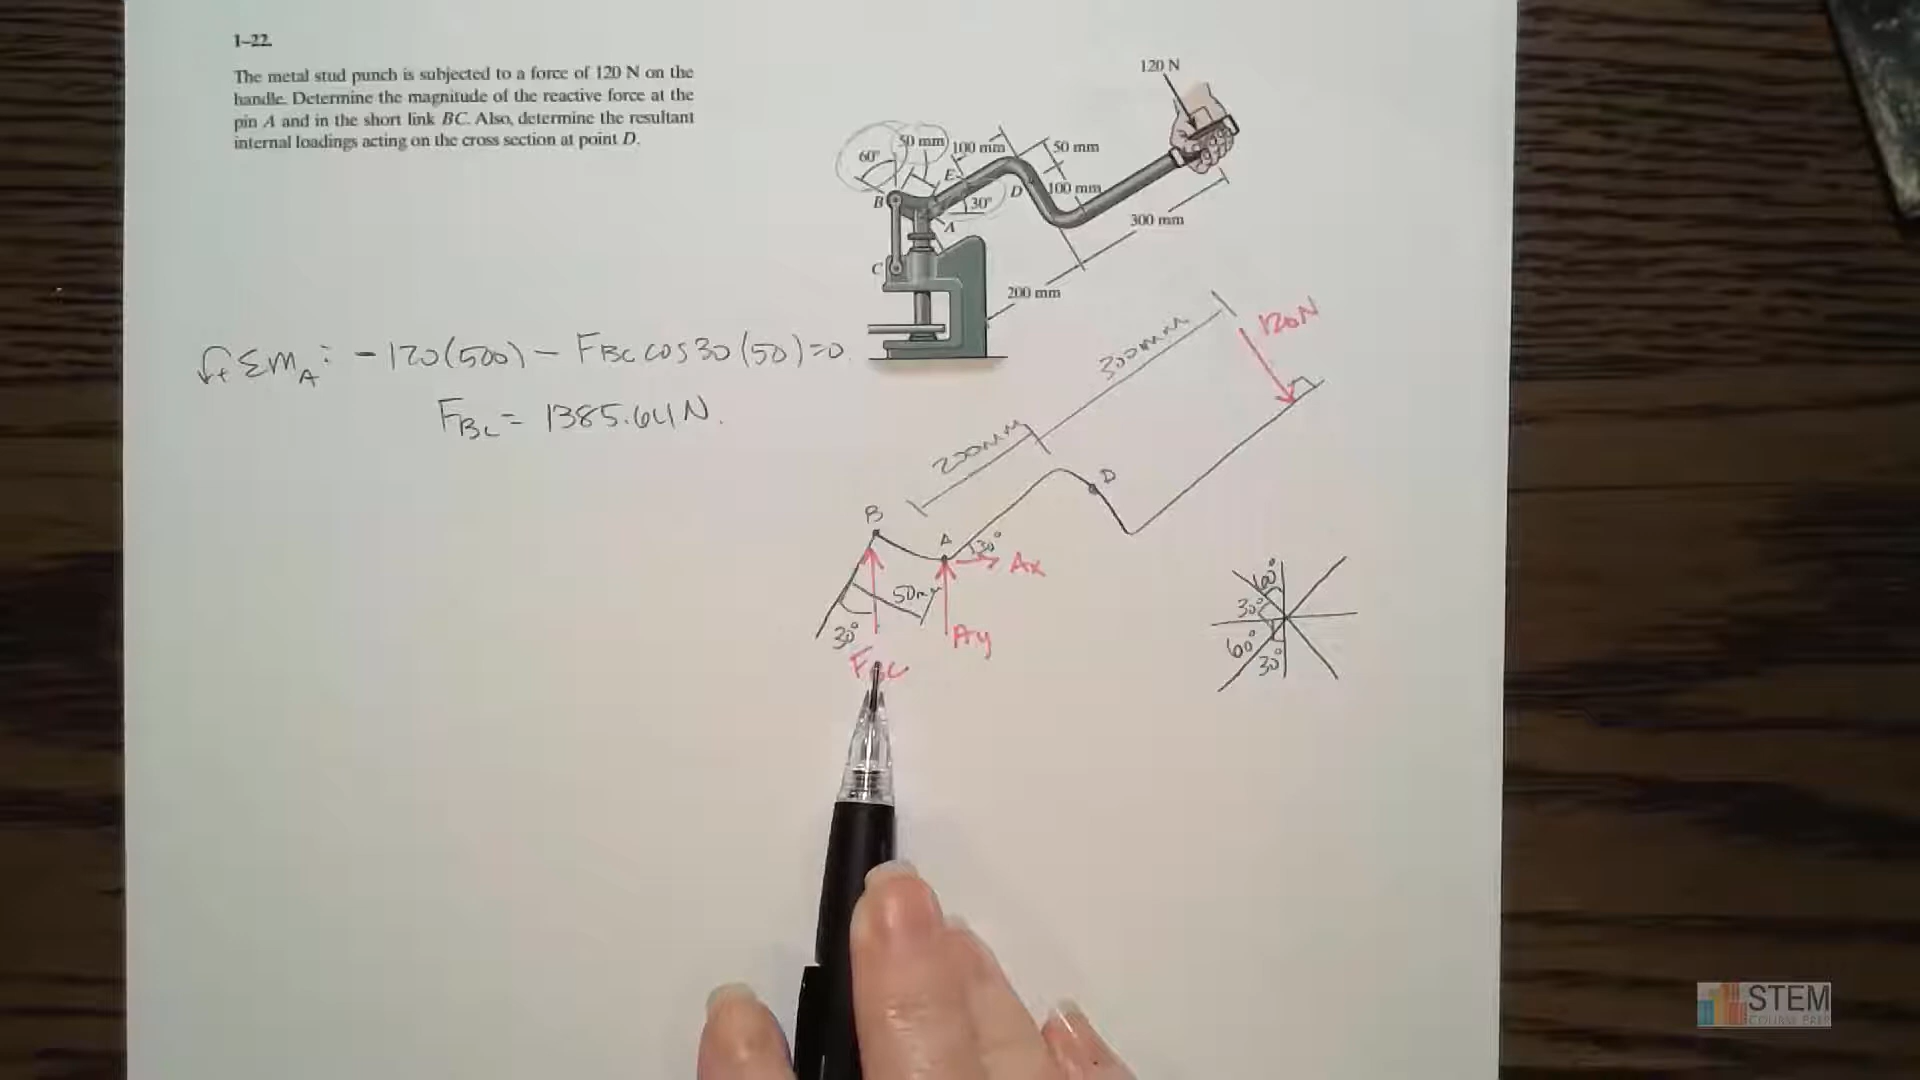 1–22.
The metal stud punch is subjected to a force of 120 N on the
handle. Determine the magnitude of the reactive force at the
pin A and in the short link BC. Also, determine the resultant
internal loadings acting on the cross section at point D.
120 N
60°
50 mm
100 mm
50 mm
E
B
D
100 mm
30°
A
300 mm
C
200 mm
120N
300mm
ΣMA: -120(500) - FBC cos30(50)=0
FBC = 1385.641N.
200mm
D
B
A
30°
Ax
50mm
30°
Ay
FBC
60°
30°
60°
30°
STEM
COURSE PREP